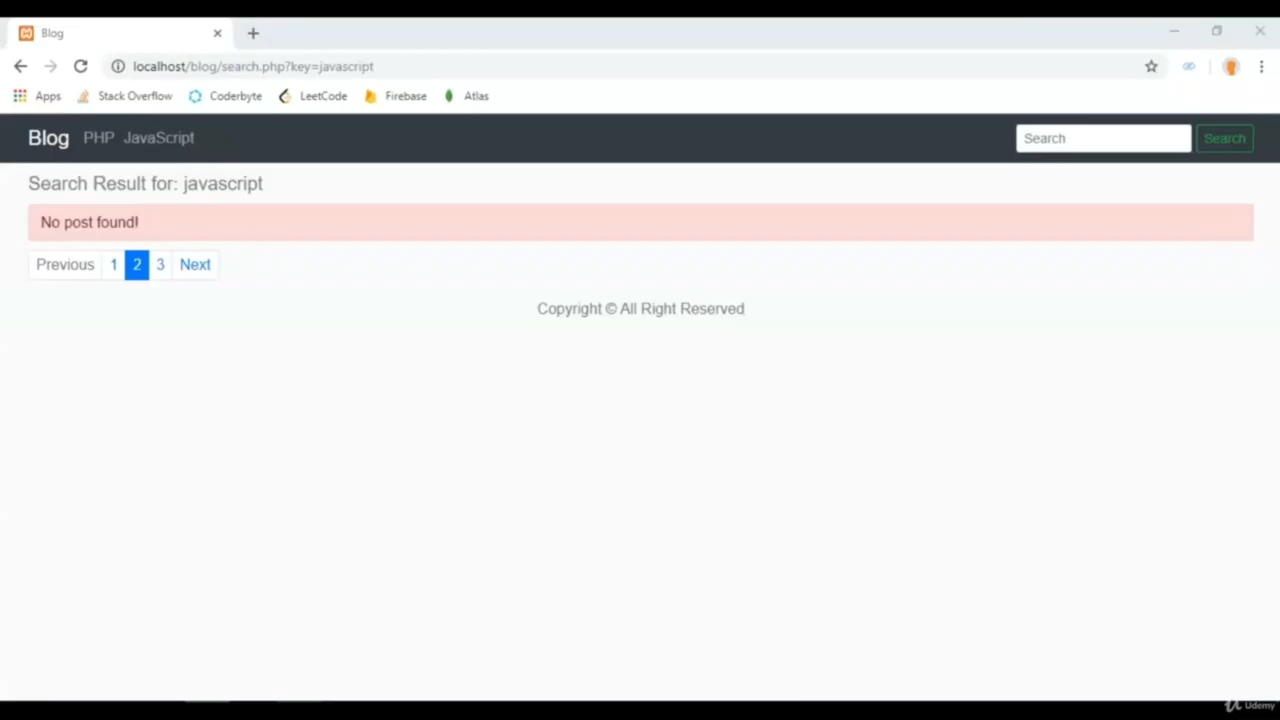 Blog
localhost/blog/search.php?key=javascript
Apps Stack Overflow Coderbyte LeetCode Firebase Atlas
Blog PHP JavaScript Search Search
Search Result for: javascript
No post found!
Previous 1 2 3 Next
Copyright © All Right Reserved
Udemy